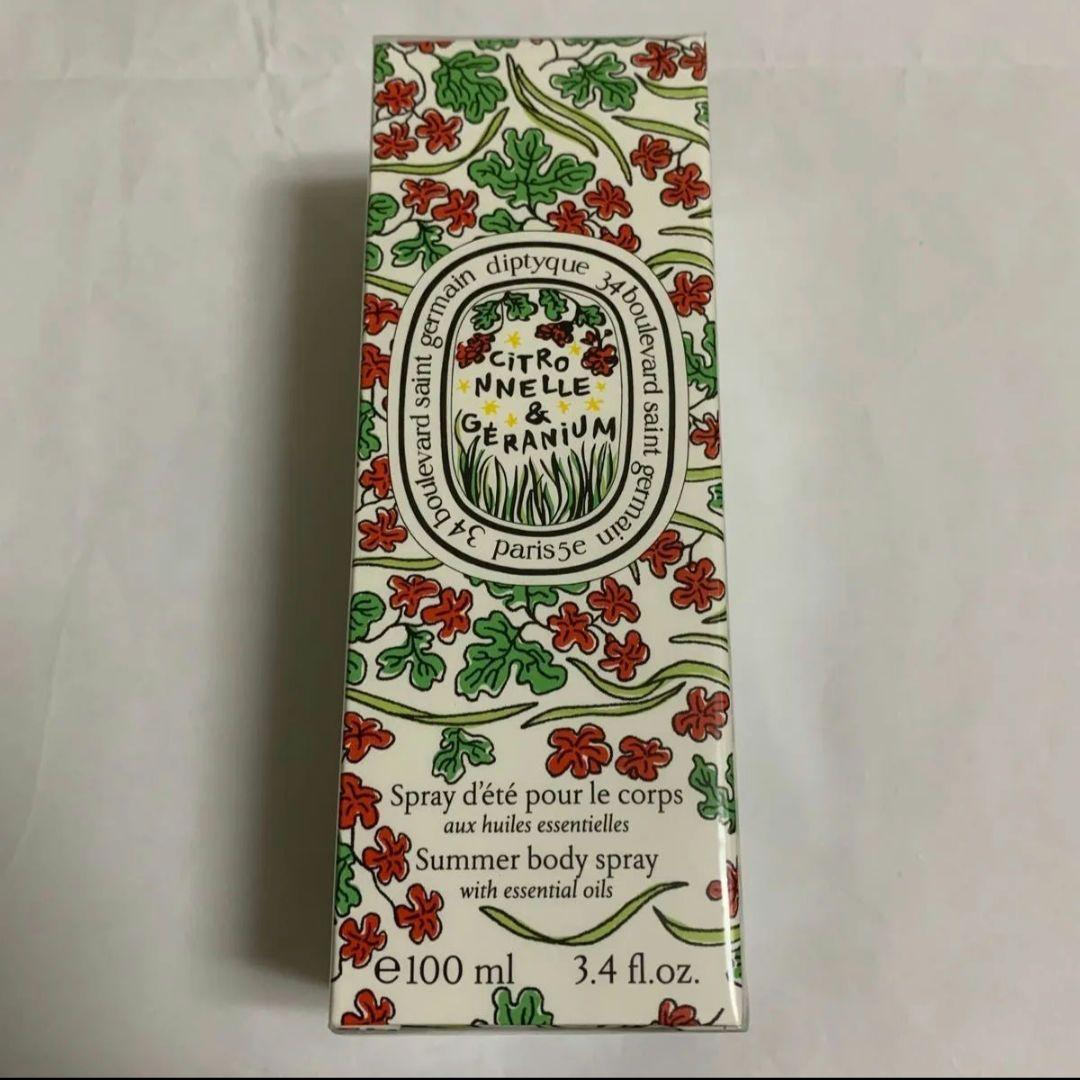 diptyque 34 boulevard saint germain paris5e 34 boulevard saint germain
CITRO
NNELLE
&
GÉRANIUM
Spray d'été pour le corps
aux huiles essentielles
Summer body spray
with essential oils
e100 ml 3.4 fl.oz.